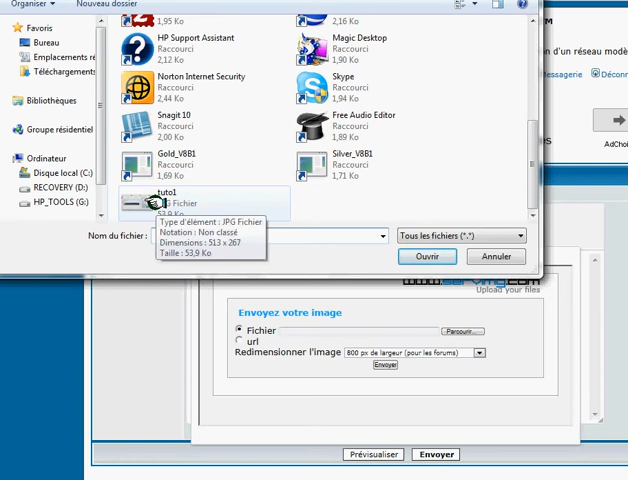 Organiser
Nouveau dossier
Favoris
Bureau
Emplacements ré
Téléchargements
Bibliothèques
Groupe résidentiel
Ordinateur
Disque local (C:)
RECOVERY (D:)
HP_TOOLS (G:)
1,95 Ko
2,16 Ko
HP Support Assistant
Raccourci
2,12 Ko
Magic Desktop
Raccourci
1,90 Ko
Norton Internet Security
Raccourci
2,44 Ko
Skype
Raccourci
1,94 Ko
Snagit 10
Raccourci
2,00 Ko
Free Audio Editor
Raccourci
1,89 Ko
Gold_V8B1
Raccourci
1,69 Ko
Silver_V8B1
Raccourci
1,71 Ko
tuto1
JPG Fichier
53,9 Ko
Type d'élément : JPG Fichier
Notation : Non classé
Dimensions : 513 x 267
Taille : 53,9 Ko
Nom du fichier :
Tous les fichiers (*.*)
Ouvrir
Annuler
on d'un réseau modè
essagerie
Déconn
AdChoi
Upload your files
Envoyez votre image
Fichier
Parcourir...
url
Redimensionner l'image
800 px de largeur (pour les forums)
Envoyer
Prévisualiser
Envoyer